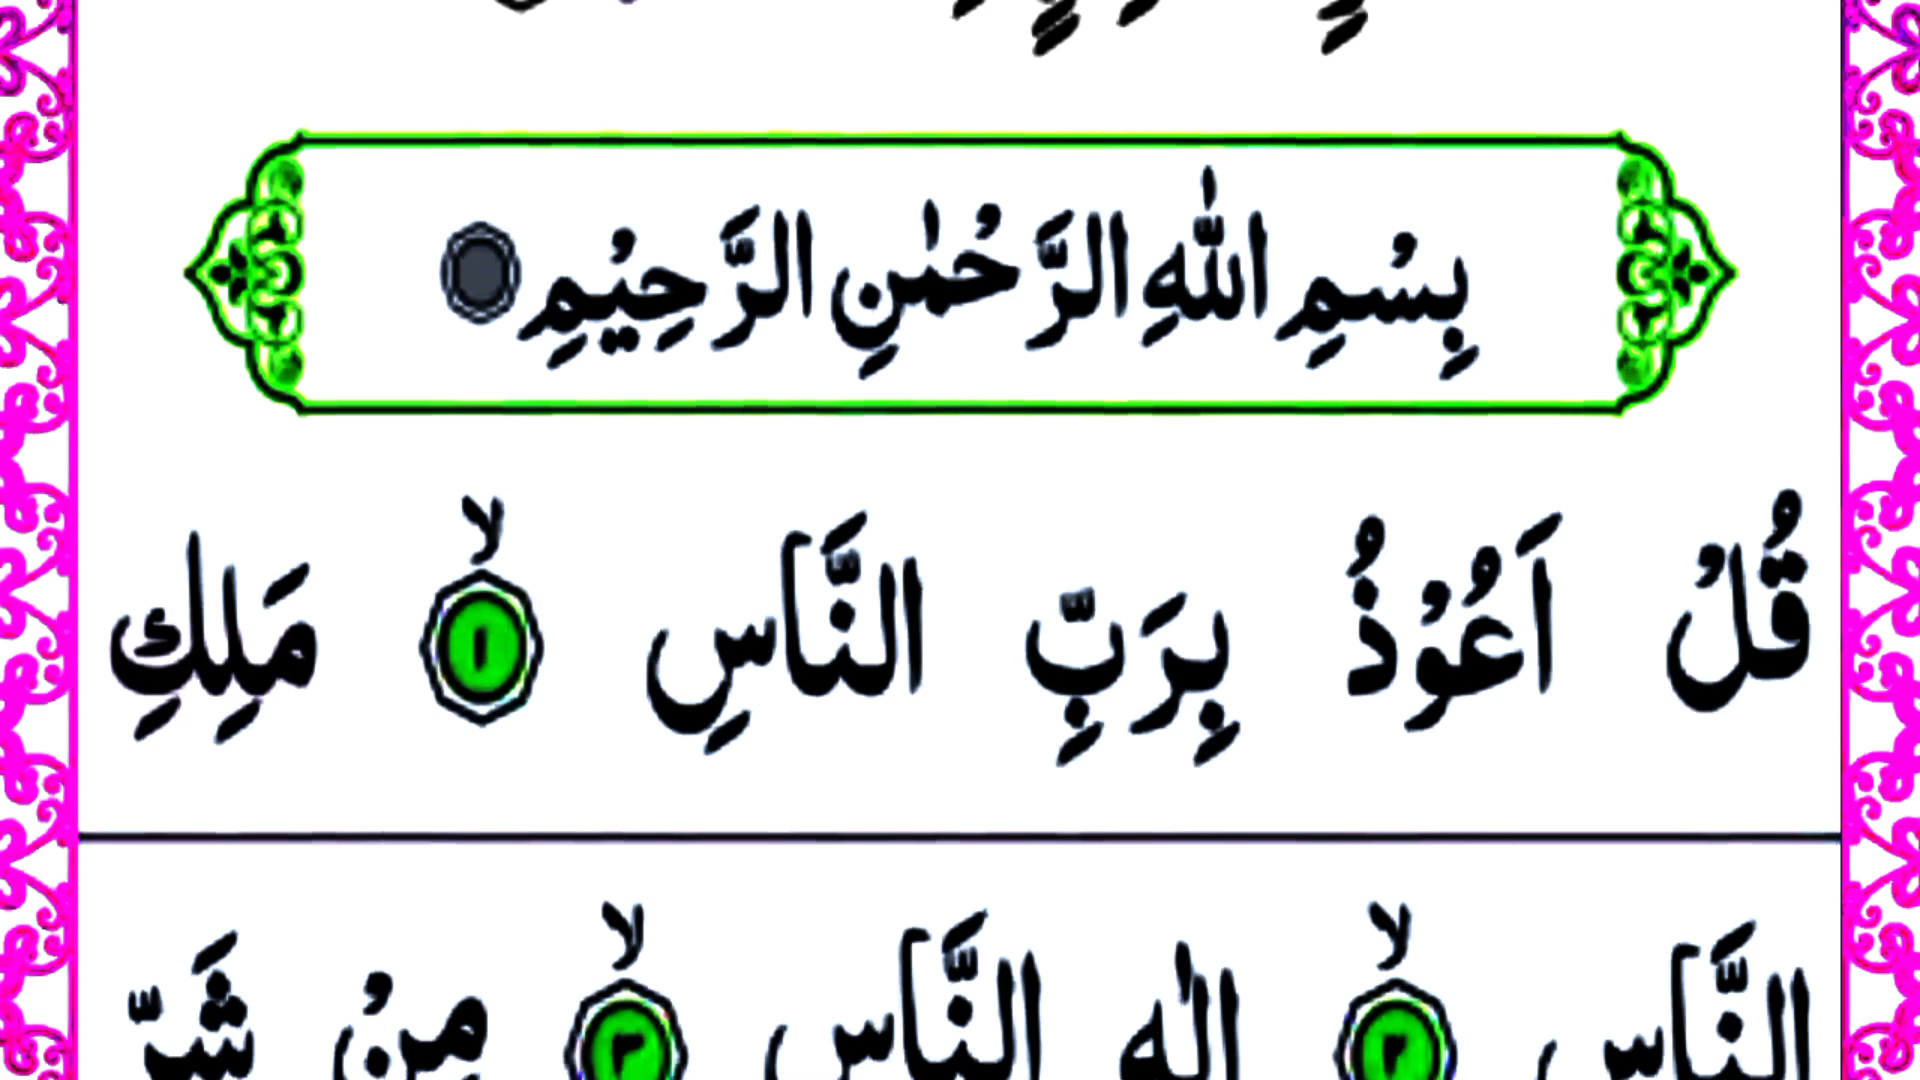 بِسْمِ اللّٰهِ الرَّحْمٰنِ الرَّحِيْمِ
قُلْ اَعُوْذُ بِرَبِّ النَّاسِ ۙ‏ ١ مَلِكِ
النَّاسِ ۙ‏ ٢ اِلٰهِ النَّاسِ ۙ‏ ٣ مِنْ شَرِّ